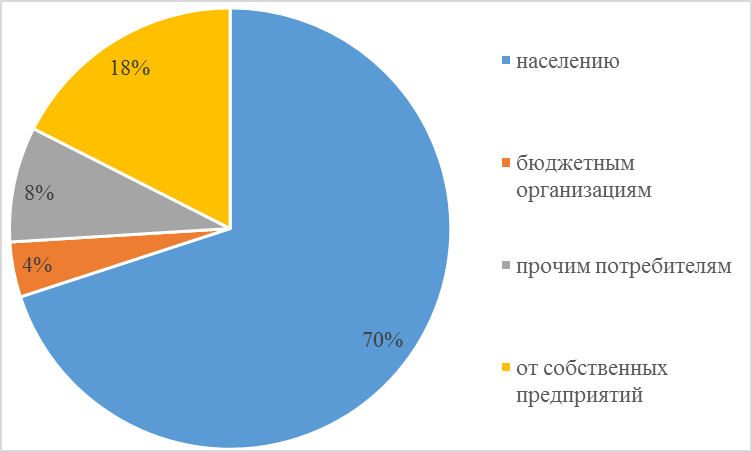 18%
8%
4%
70%
населению
бюджетным
организациям
прочим потребителям
от собственных
предприятий